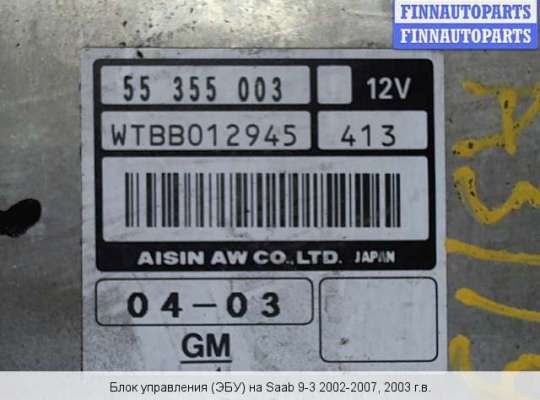 FINNAUTOPARTS
FINNAUTOPARTS
55 355 003 12V
WTBB012945 413
AISIN AW CO.,LTD. JAPAN
04-03
GM
Блок управления (ЭБУ) на Saab 9-3 2002-2007, 2003 г.в.